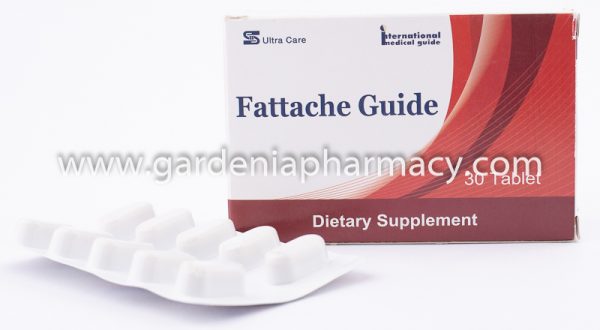 Ultra Care
international
medical guide
Fattache Guide
www.gardeniapharmacy.com
30 Tablet
Dietary Supplement